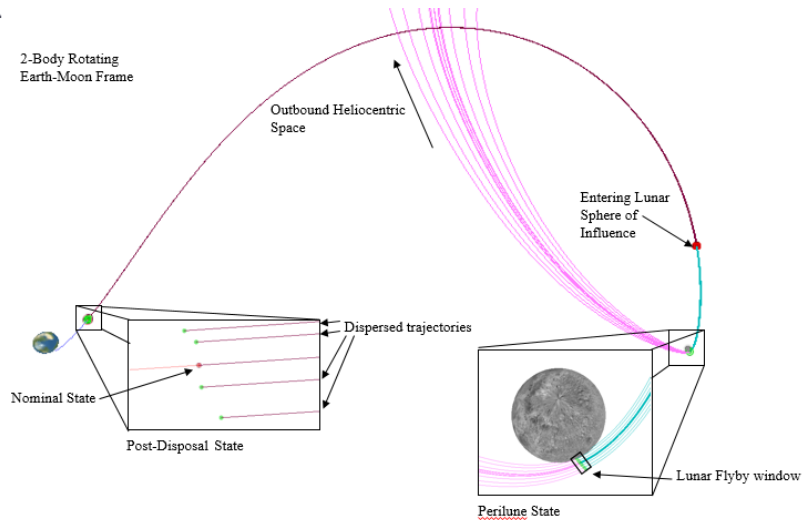 2-Body Rotating
Earth-Moon Frame
Outbound Heliocentric
Space
Entering Lunar
Sphere of
Influence
Dispersed trajectories
Nominal State
Post-Disposal State
Lunar Flyby window
Perilune State